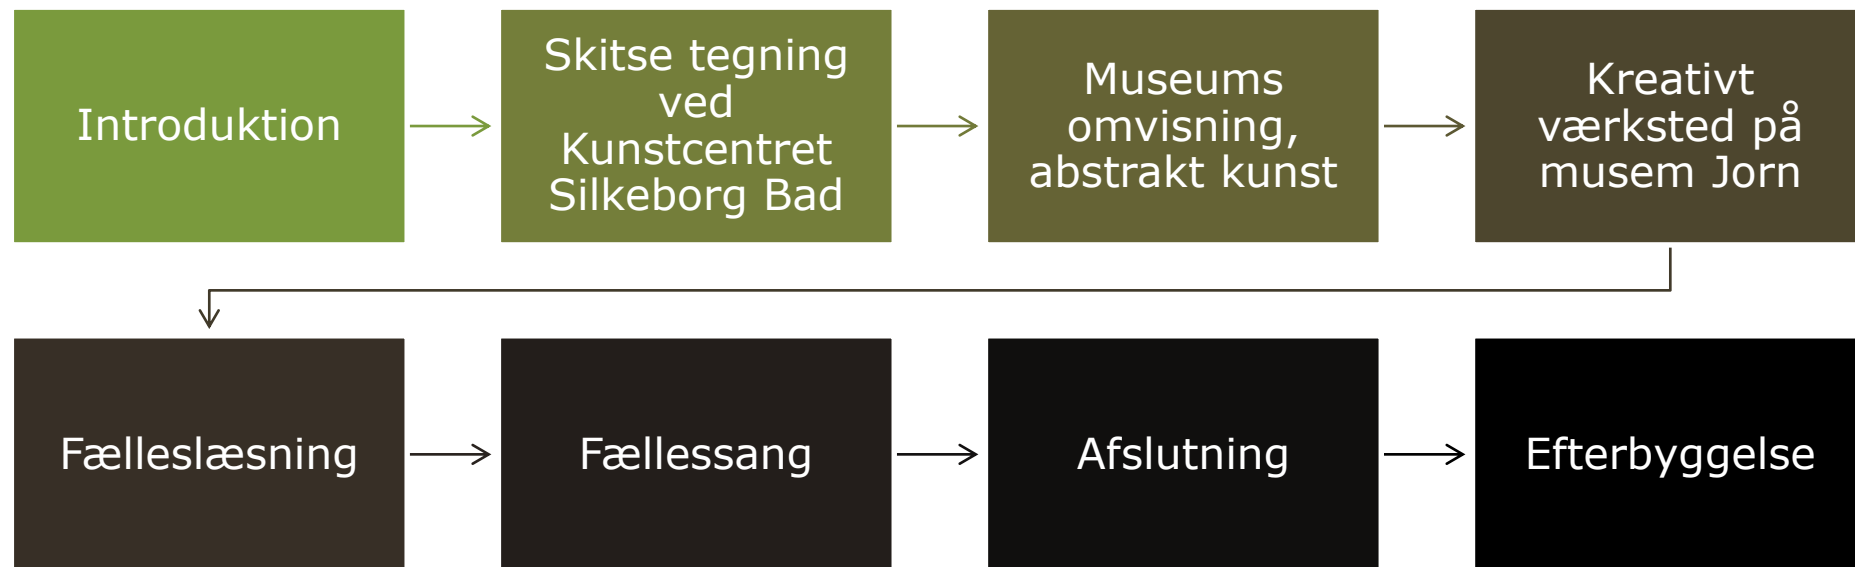 Introduktion
Skitse tegning
ved
Kunstcentret
Silkeborg Bad
Museums
omvisning,
abstrakt kunst
Kreativt
værksted på
musem Jorn
Fælleslæsning
Fællessang
Afslutning
Efterbyggelse